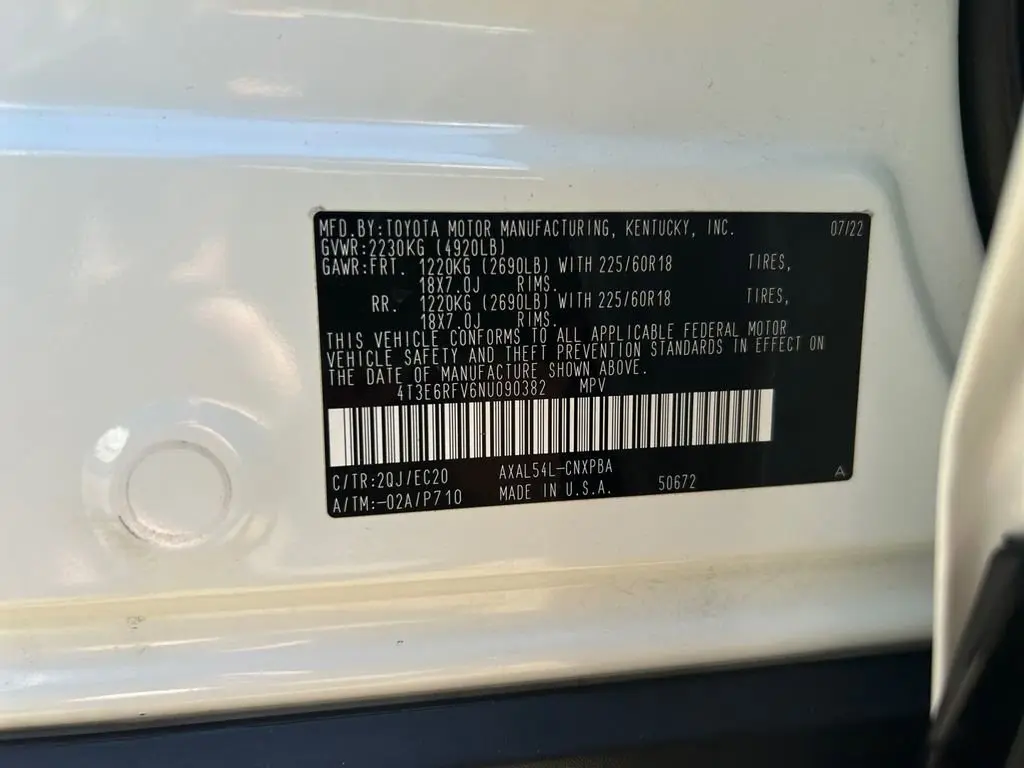 MFD.BY:TOYOTA MOTOR MANUFACTURING, KENTUCKY, INC. 07/22
GVWR:2230KG (4920LB)
GAWR:FRT. 1220KG (2690LB) WITH 225/60R18 TIRES,
18X7.0J RIMS.
RR. 1220KG (2690LB) WITH 225/60R18 TIRES,
18X7.0J RIMS.
THIS VEHICLE CONFORMS TO ALL APPLICABLE FEDERAL MOTOR
VEHICLE SAFETY AND THEFT PREVENTION STANDARDS IN EFFECT ON
THE DATE OF MANUFACTURE SHOWN ABOVE.
4T3E6RFV6NU090382 MPV
C/TR:2QJ/EC20 AXAL54L-CNXPBA
A/TM:-02A/P710 MADE IN U.S.A. 50672 A